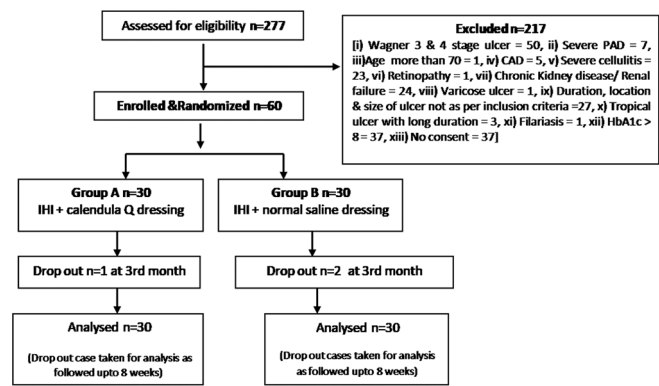 Assessed for eligibility n=277
Excluded n=217
[i) Wagner 3 & 4 stage ulcer = 50, ii) Severe PAD = 7,
iii)Age more than 70 = 1, iv) CAD = 5, v) Severe cellulitis
= 23, vi) Retinopathy = 1, vii) Chronic Kidney disease/ Renal
failure = 24, viii) Varicose ulcer = 1, ix) Duration, location
& size of ulcer not as per inclusion criteria =27, x) Tropical
ulcer with long duration = 3, xi) Filariasis = 1, xii) HbA1c >
8 = 37, xiii) No consent = 37]
Enrolled &Randomized n=60
Group A n=30
IHI + calendula Q dressing
Group B n=30
IHI + normal saline dressing
Drop out n=1 at 3rd month
Drop out n=2 at 3rd month
Analysed n=30
(Drop out case taken for analysis as
followed upto 8 weeks)
Analysed n=30
(Drop out cases taken for analysis
as followed upto 8 weeks)